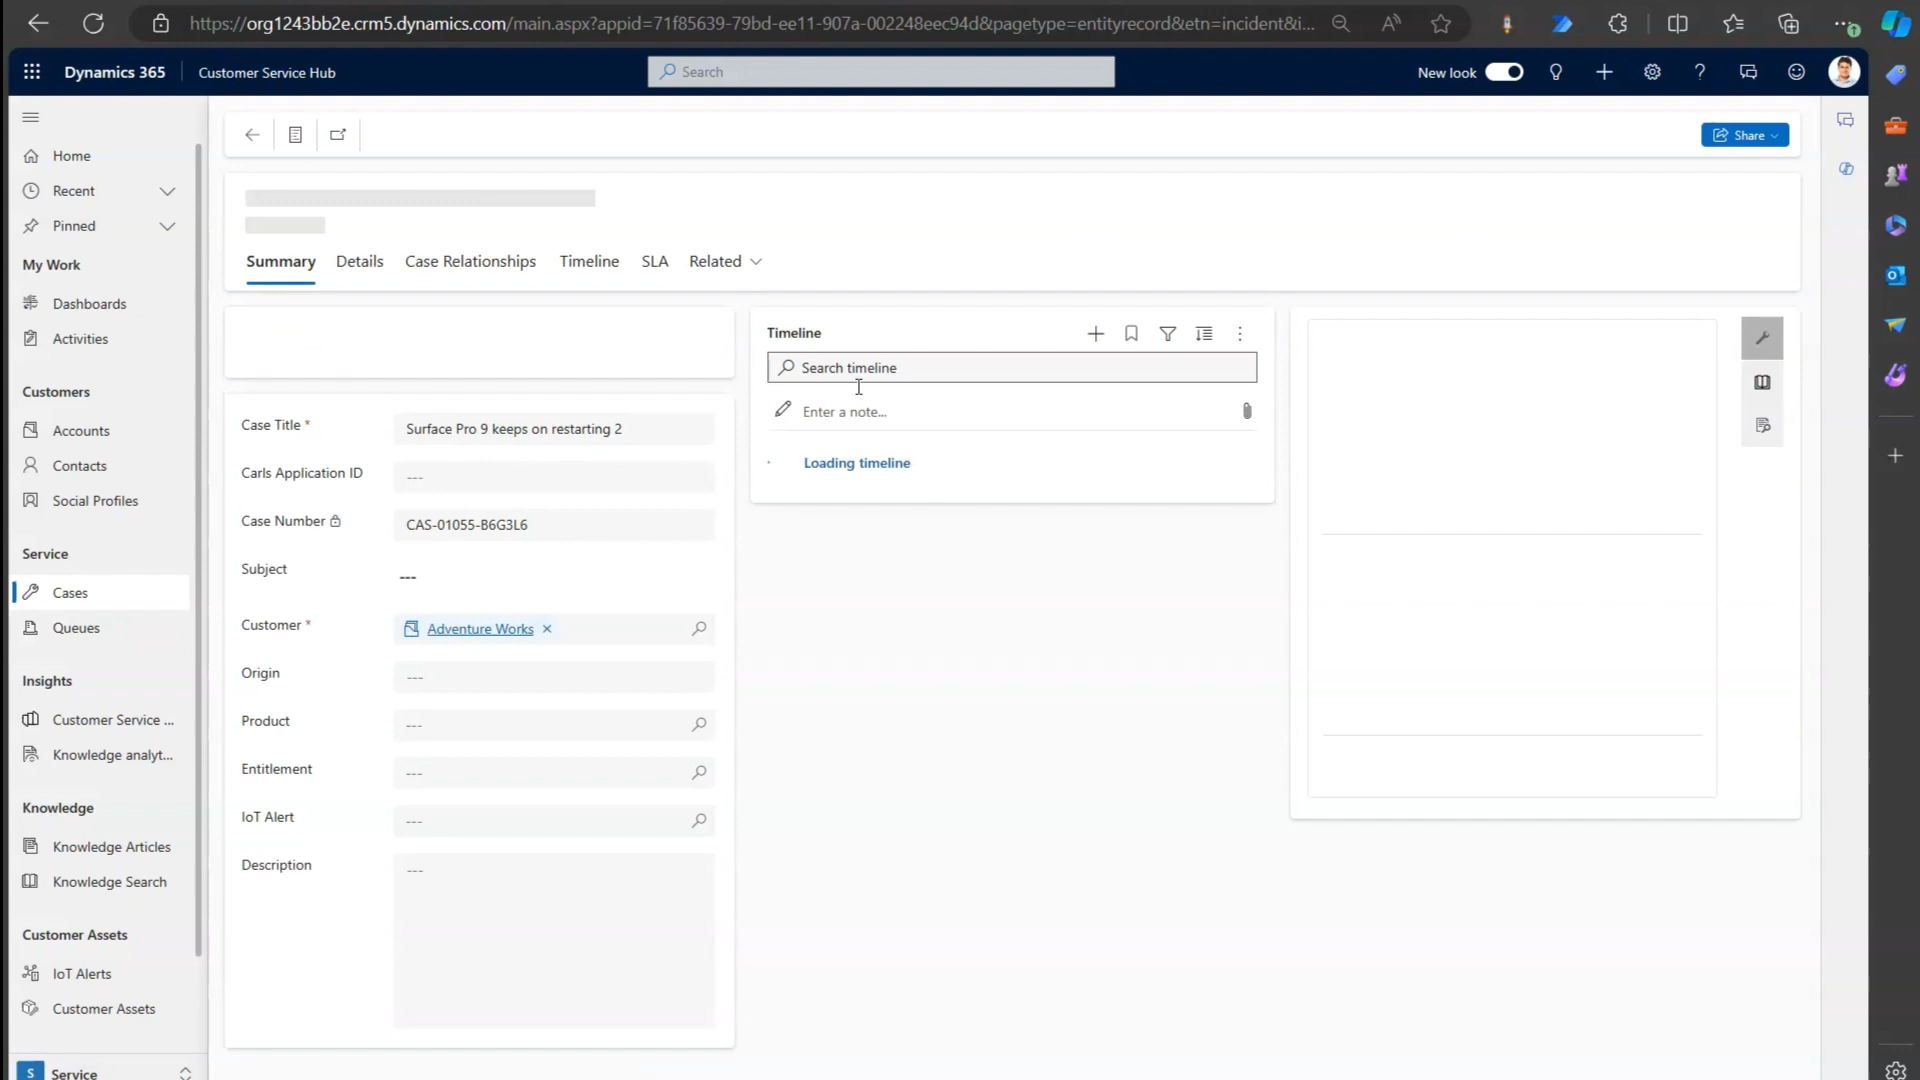 https://org1243bb2e.crm5.dynamics.com/main.aspx?appid=71f85639-79bd-ee11-907a-002248eec94d&pagetype=entityrecord&etn=incident&i...
Dynamics 365
Customer Service Hub
Search
New look
Home
Recent
Pinned
My Work
Dashboards
Activities
Customers
Accounts
Contacts
Social Profiles
Service
Cases
Queues
Insights
Customer Service ...
Knowledge analyt...
Knowledge
Knowledge Articles
Knowledge Search
Customer Assets
IoT Alerts
Customer Assets
S Service
Share
Summary Details Case Relationships Timeline SLA Related
Case Title * Surface Pro 9 keeps on restarting 2
Carls Application ID ---
Case Number CAS-01055-B6G3L6
Subject ---
Customer * Adventure Works
Origin ---
Product ---
Entitlement ---
IoT Alert ---
Description ---
Timeline
Search timeline
Enter a note...
Loading timeline